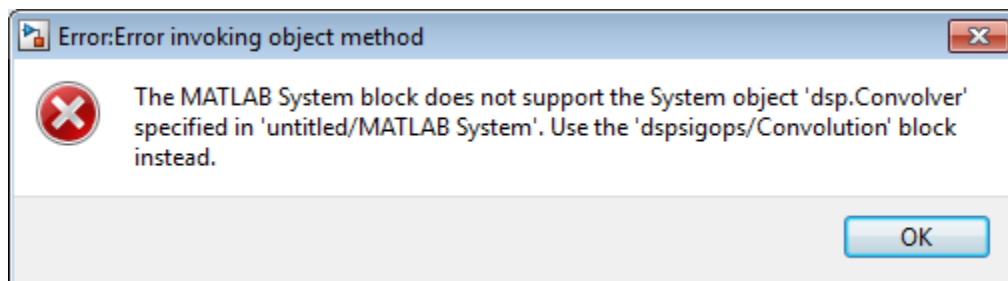 Error:Error invoking object method
The MATLAB System block does not support the System object 'dsp.Convolver'
specified in 'untitled/MATLAB System'. Use the 'dspsigops/Convolution' block
instead.
OK